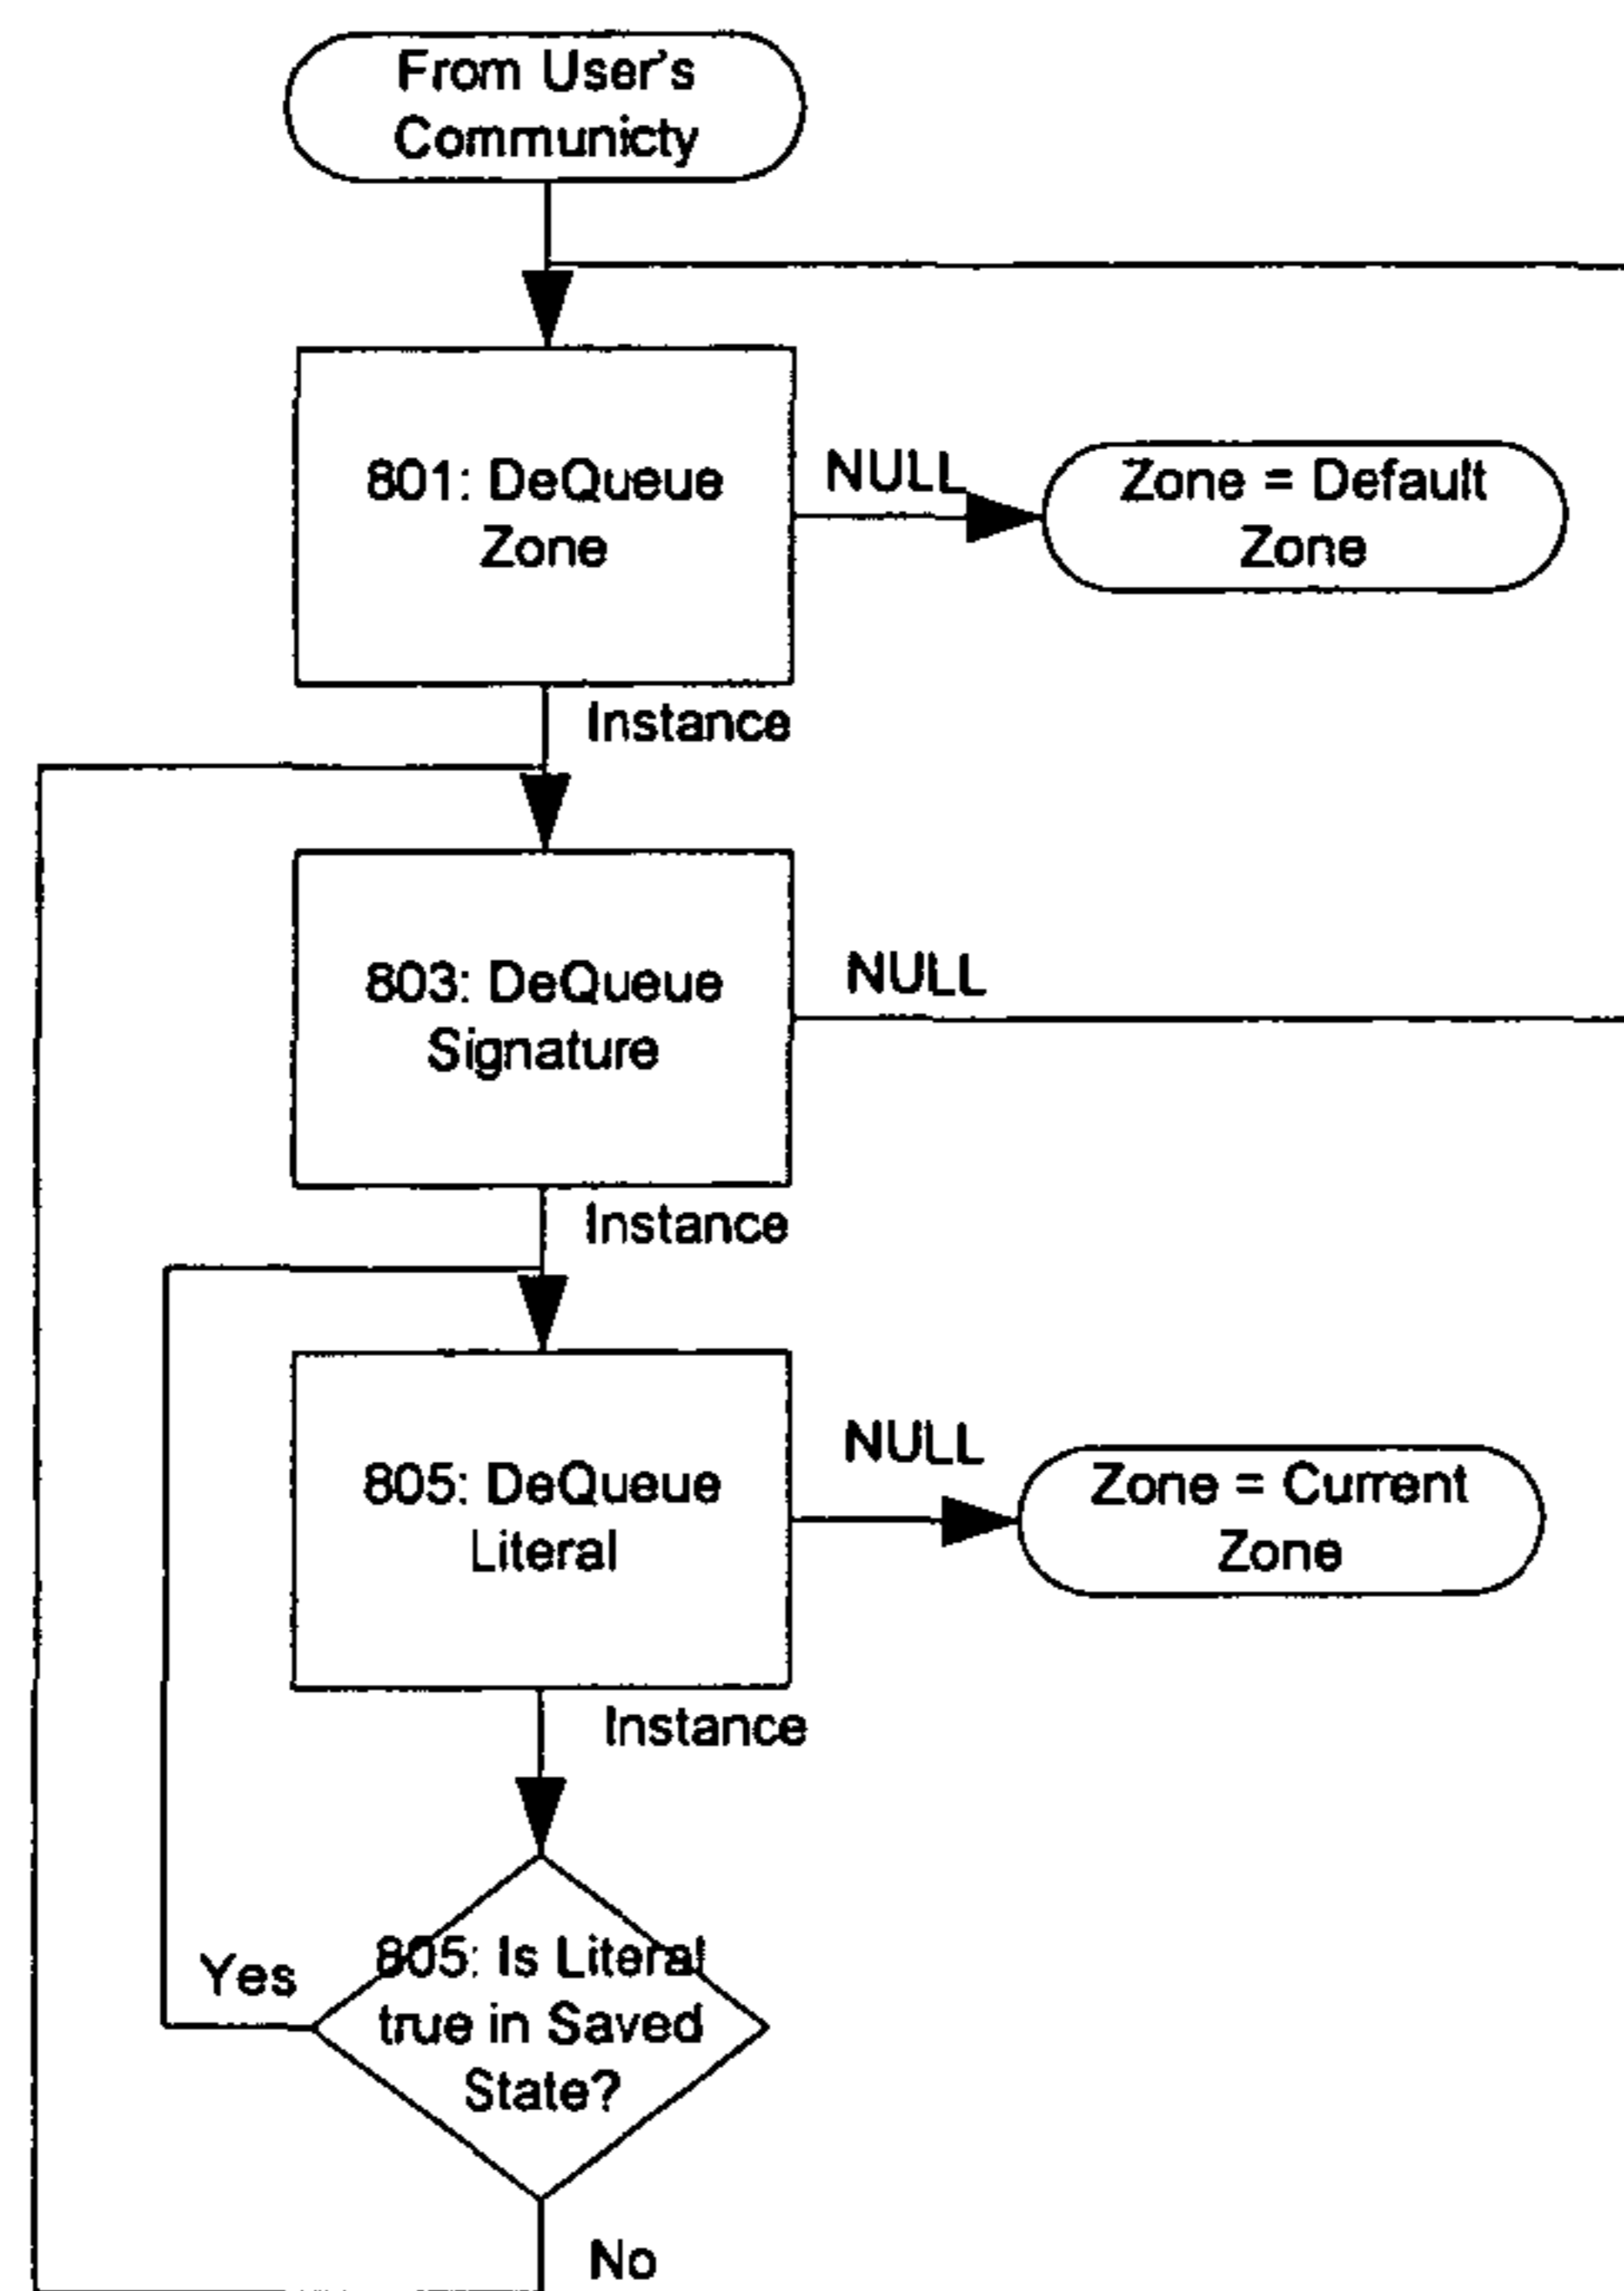 From User's
Communicty
801: DeQueue
Zone
NULL
Zone = Default
Zone
Instance
803: DeQueue
Signature
NULL
Instance
805: DeQueue
Literal
NULL
Zone = Current
Zone
Instance
805: Is Literal
true in Saved
State?
Yes
No